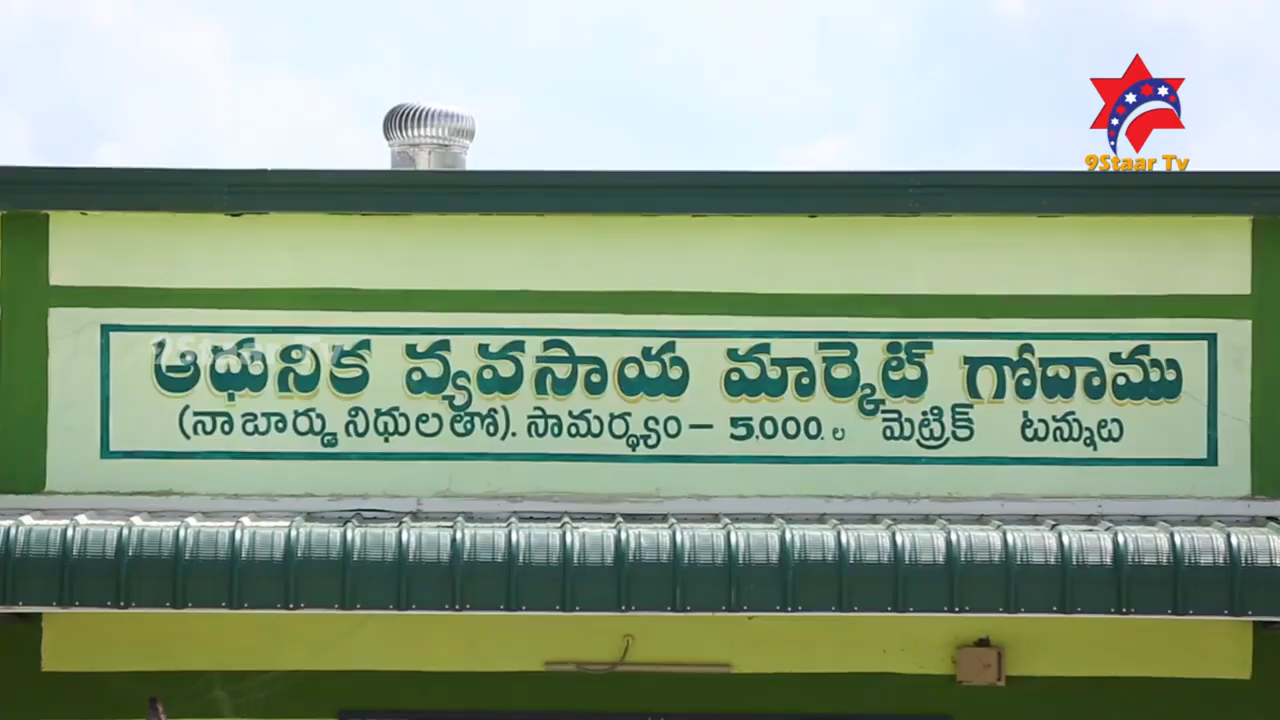 9Staar Tv
ఆధునిక వ్యవసాయ మార్కెట్ గోదాము
(నాబార్డు నిధులతో). సామర్థ్యం – 5,000. ల మెట్రిక్ టన్నుట